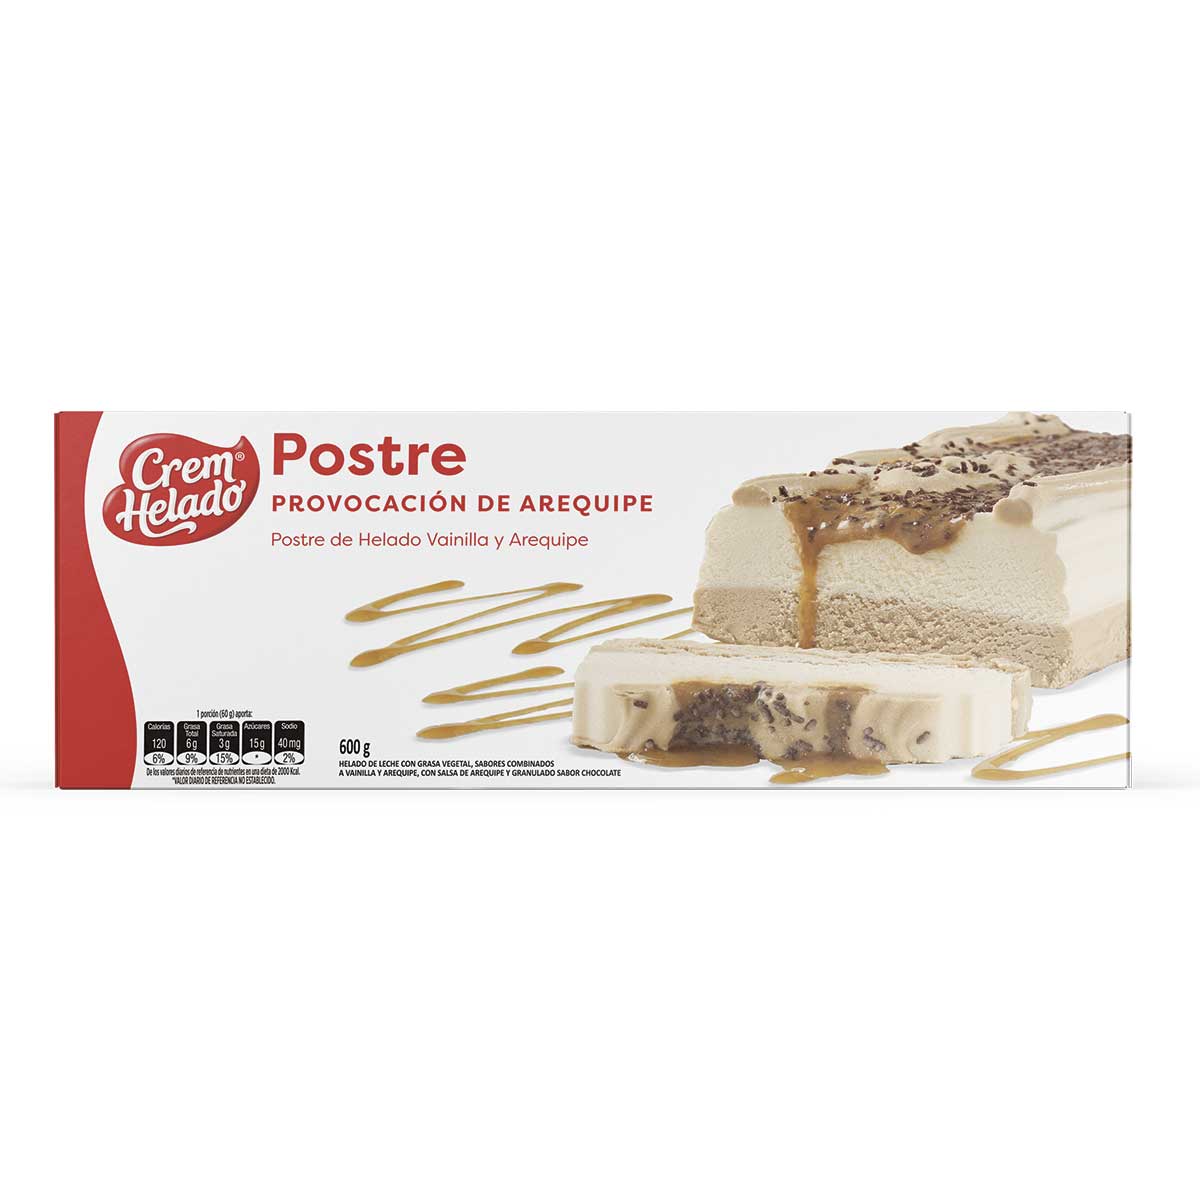 Crem®
Helado
Postre
PROVOCACIÓN DE AREQUIPE
Postre de Helado Vainilla y Arequipe
1 porción (60 g) aporta:
Calorías Grasa Total Grasa Saturada Azúcares Sodio
120 6 g 3 g 15 g 40 mg
6% 9% 15% * 2%
De los valores diarios de referencia de nutrientes en una dieta de 2000 Kcal.
*VALOR DIARIO DE REFERENCIA NO ESTABLECIDO.
600 g
HELADO DE LECHE CON GRASA VEGETAL, SABORES COMBINADOS
A VAINILLA Y AREQUIPE, CON SALSA DE AREQUIPE Y GRANULADO SABOR CHOCOLATE